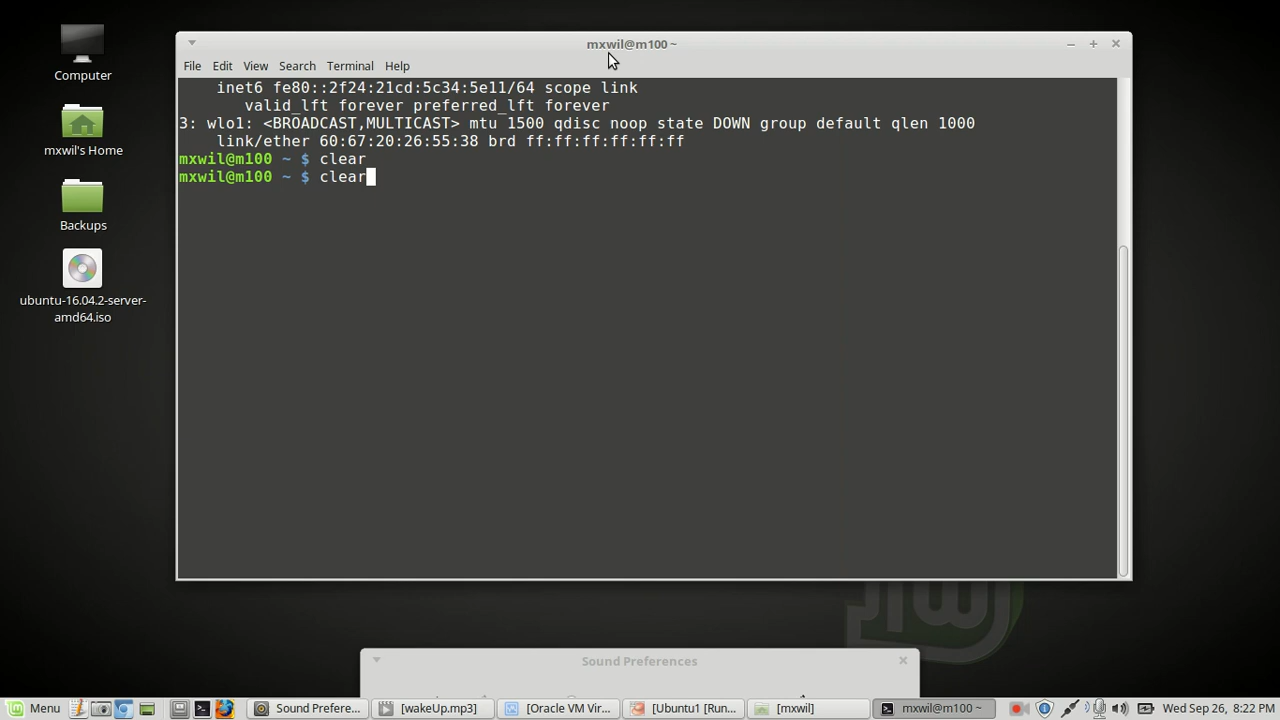 Computer
mxwil's Home
Backups
ubuntu-16.04.2-server-
amd64.iso
mxwil@m100 ~
File Edit View Search Terminal Help
inet6 fe80::2f24:21cd:5c34:5e11/64 scope link
valid_lft forever preferred_lft forever
3: wlo1: <BROADCAST,MULTICAST> mtu 1500 qdisc noop state DOWN group default qlen 1000
link/ether 60:67:20:26:55:38 brd ff:ff:ff:ff:ff:ff
mxwil@m100 ~ $ clear
mxwil@m100 ~ $ clear
Sound Preferences
Menu Sound Prefere... [wakeUp.mp3] [Oracle VM Vir... [Ubuntu1 [Run... [mxwil] mxwil@m100 ~ Wed Sep 26, 8:22 PM